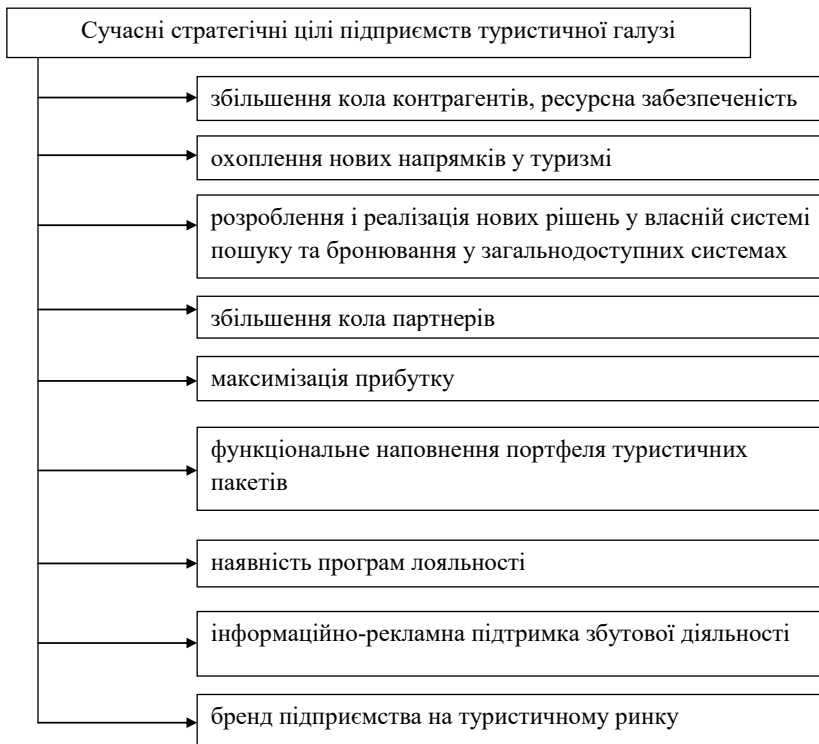 Сучасні стратегічні цілі підприємств туристичної галузі
збільшення кола контрагентів, ресурсна забезпеченість
охоплення нових напрямків у туризмі
розроблення і реалізація нових рішень у власній системі
пошуку та бронювання у загальнодоступних системах
збільшення кола партнерів
максимізація прибутку
функціональне наповнення портфеля туристичних
пакетів
наявність програм лояльності
інформаційно-рекламна підтримка збутової діяльності
бренд підприємства на туристичному ринку